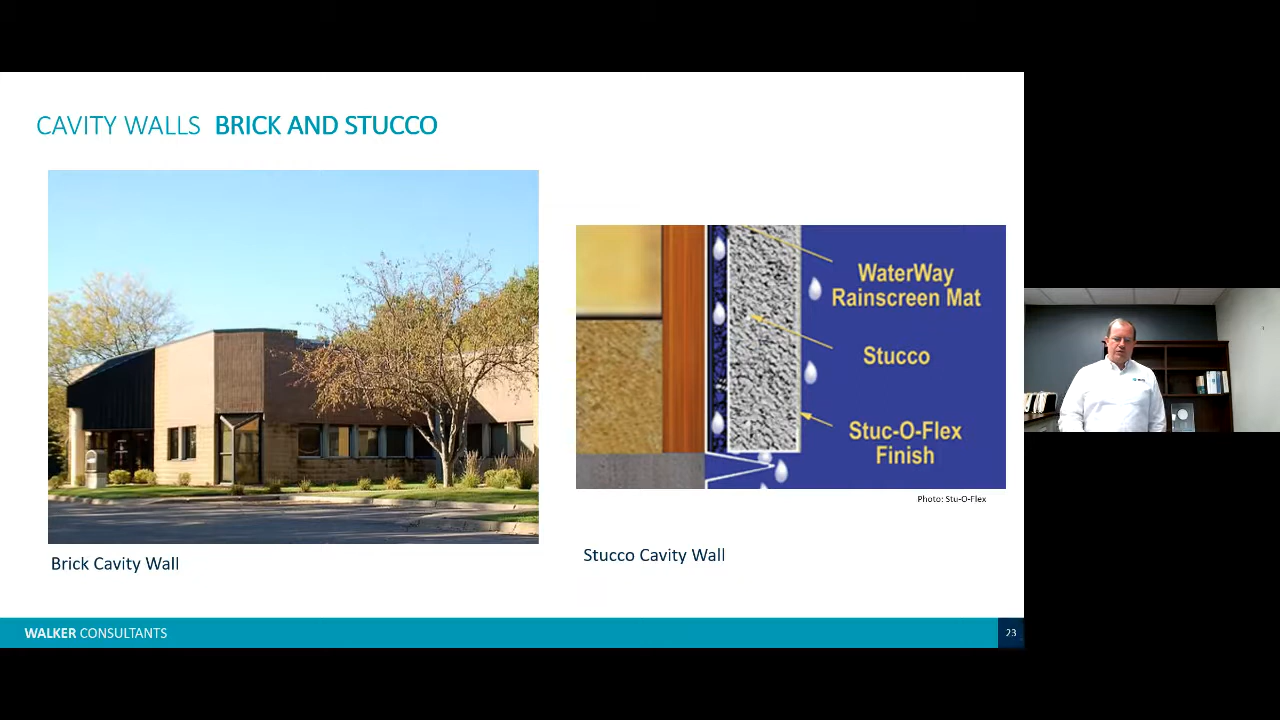 CAVITY WALLS BRICK AND STUCCO
WaterWay
Rainscreen Mat
Stucco
Stuc-O-Flex
Finish
Photo: Stu-O-Flex
Brick Cavity Wall
Stucco Cavity Wall
WALKER CONSULTANTS
23